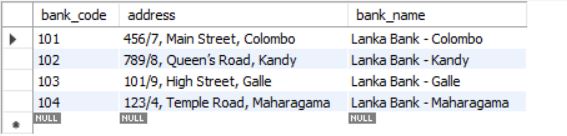 bank_code address bank_name
101 456/7, Main Street, Colombo Lanka Bank - Colombo
102 789/8, Queen’s Road, Kandy Lanka Bank - Kandy
103 101/9, High Street, Galle Lanka Bank - Galle
104 123/4, Temple Road, Maharagama Lanka Bank - Maharagama
NULL NULL NULL